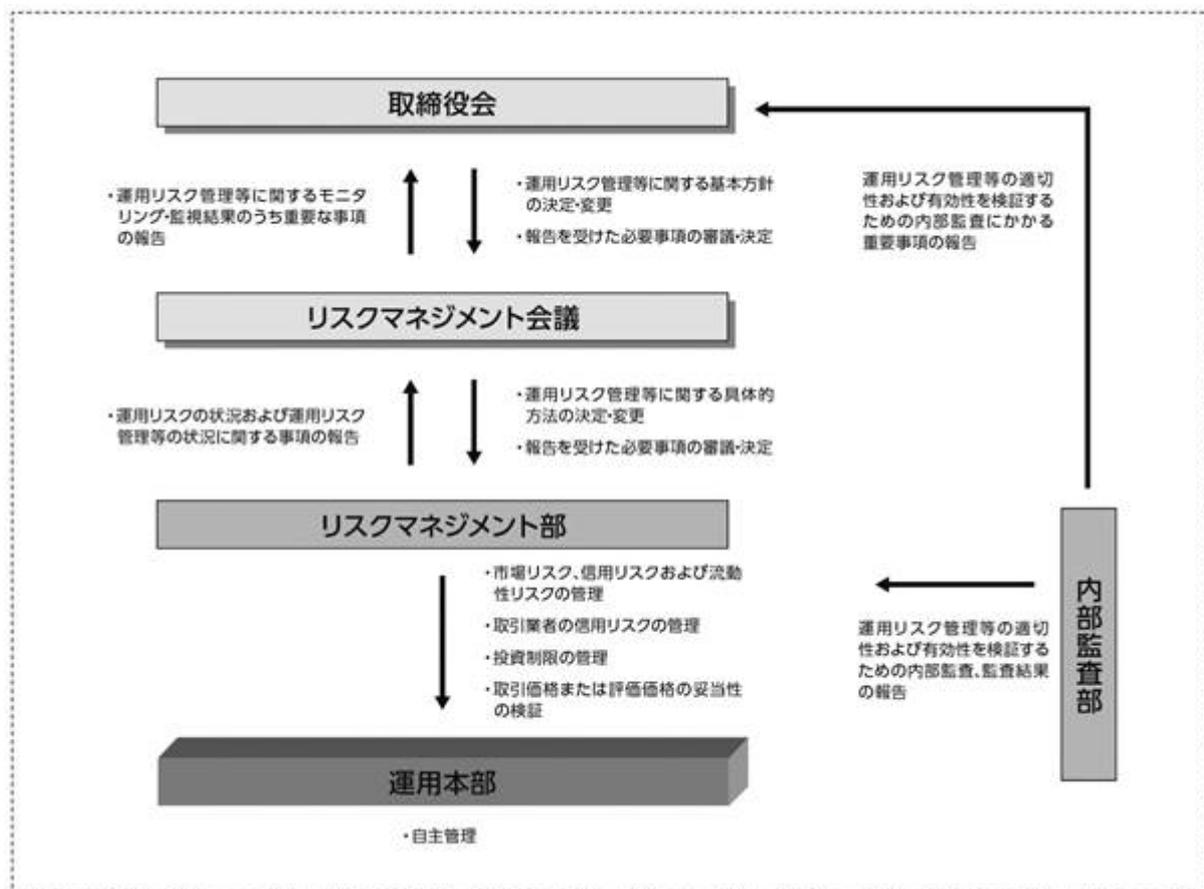 取締役会
・運用リスク管理等に関するモニタ
リング・監視結果のうち重要な事項
の報告
・運用リスク管理等に関する基本方針
の決定・変更
・報告を受けた必要事項の審議・決定
運用リスク管理等の適切
性および有効性を検証する
ための内部監査にかかる
重要事項の報告
リスクマネジメント会議
・運用リスクの状況および運用リスク
管理等の状況に関する事項の報告
・運用リスク管理等に関する具体的
方法の決定・変更
・報告を受けた必要事項の審議・決定
リスクマネジメント部
・市場リスク、信用リスクおよび流動
性リスクの管理
・取引業者の信用リスクの管理
・投資制限の管理
・取引価格または評価価格の妥当性
の検証
運用リスク管理等の適切
性および有効性を検証する
ための内部監査、監査結果
の報告
内部監査部
運用本部
・自主管理